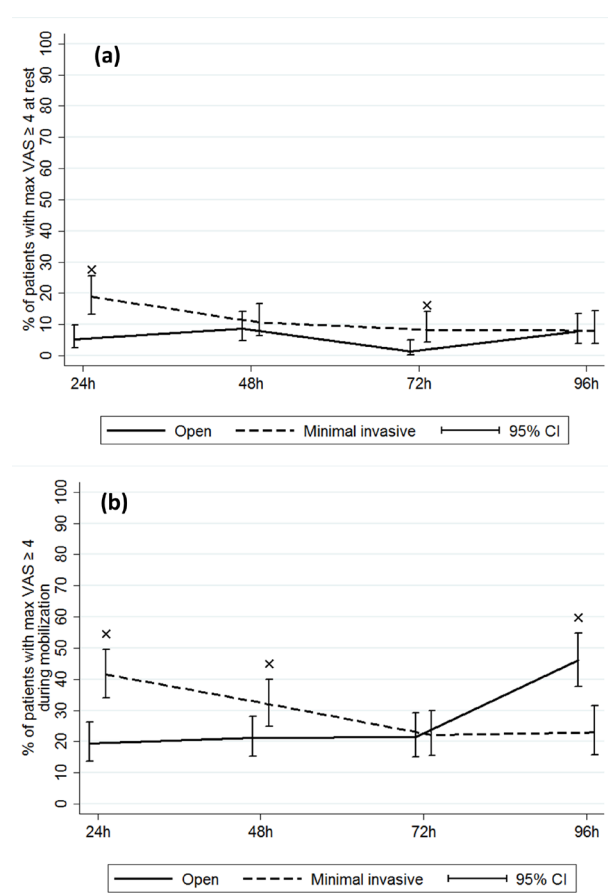 (a)
% of patients with max VAS ≥ 4 at rest
100
90
80
70
60
50
40
30
20
10
0
×
×
24h
48h
72h
96h
Open
Minimal invasive
95% CI
(b)
% of patients with max VAS ≥ 4
during mobilization
100
90
80
70
60
50
40
30
20
10
0
×
×
×
24h
48h
72h
96h
Open
Minimal invasive
95% CI